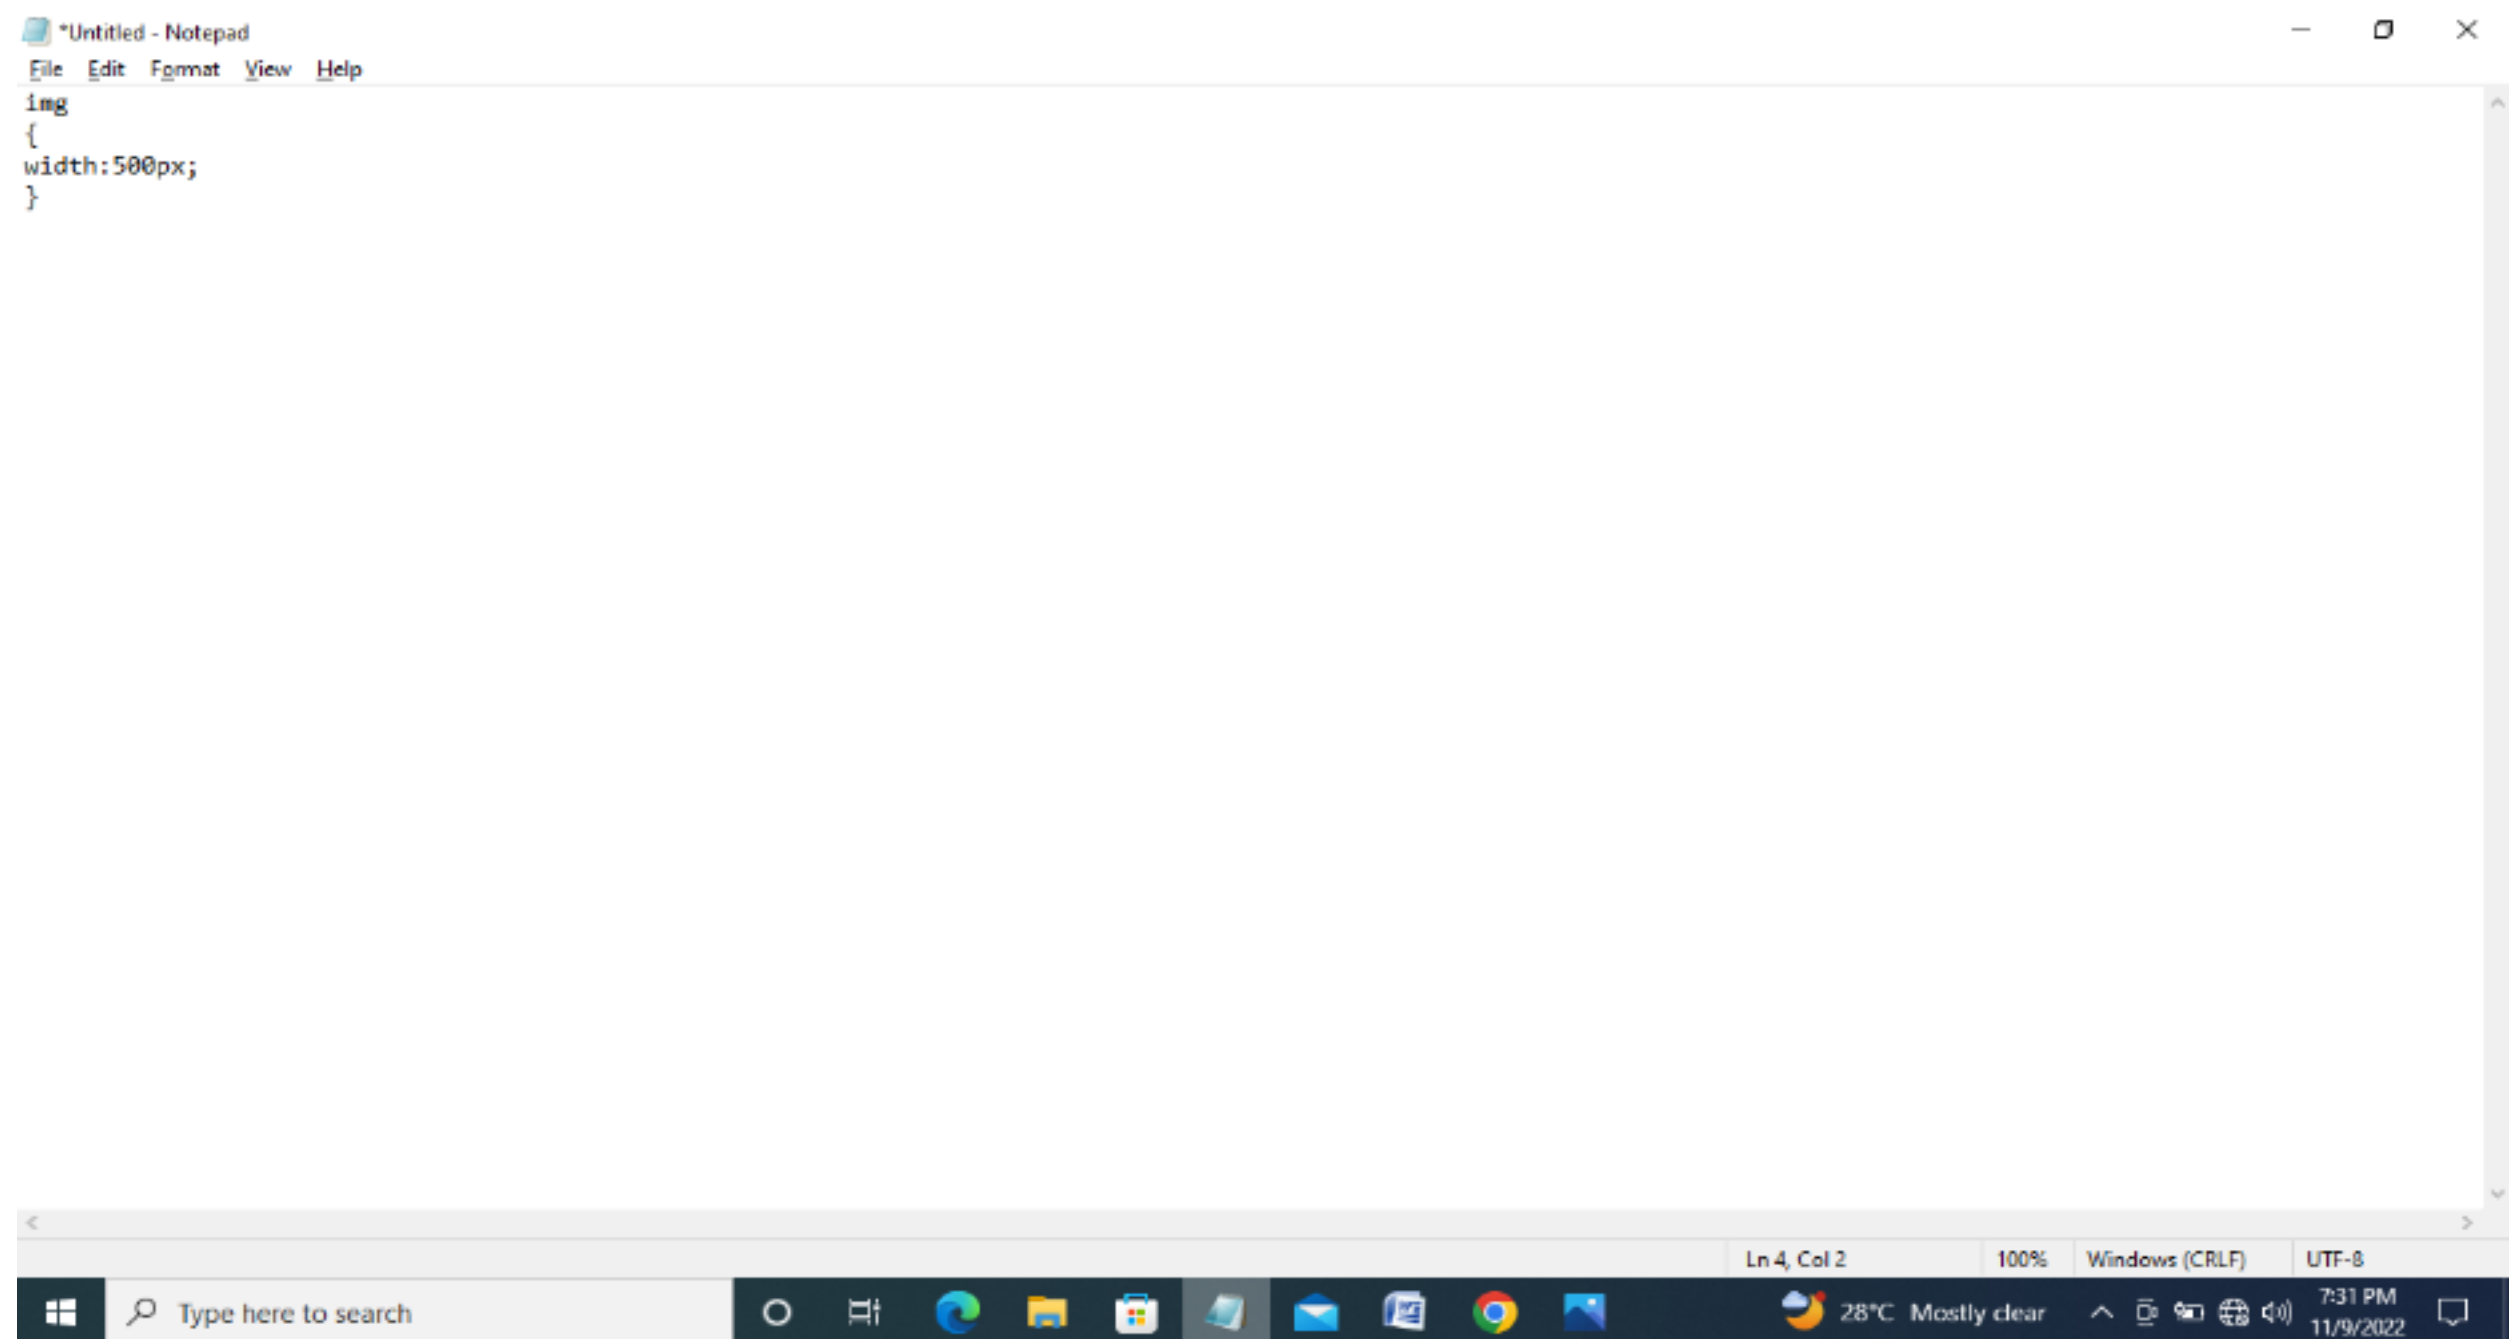 *Untitled - Notepad
File Edit Format View Help
img
{
width:500px;
}
Ln 4, Col 2 100% Windows (CRLF) UTF-8
Type here to search
28°C Mostly clear
7:31 PM
11/9/2022